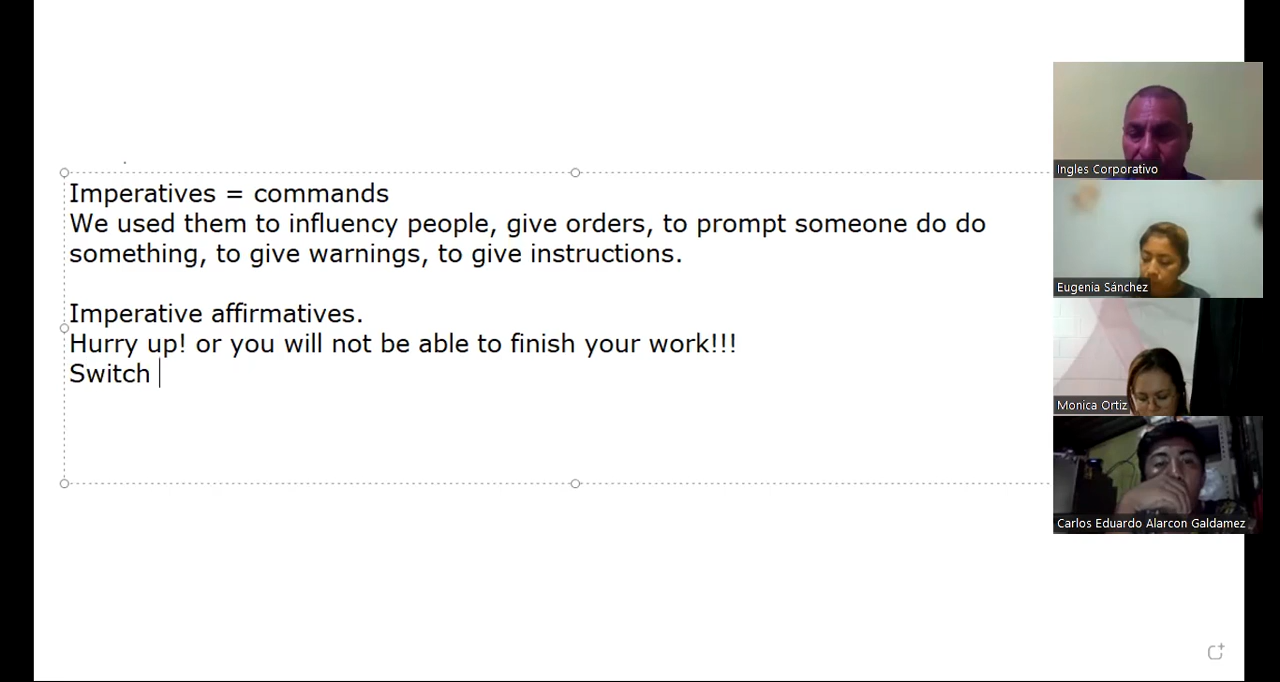 Imperatives = commands
We used them to influency people, give orders, to prompt someone do do
something, to give warnings, to give instructions.
Imperative affirmatives.
Hurry up! or you will not be able to finish your work!!!
Switch
Ingles Corporativo
Eugenia Sánchez
Monica Ortiz
Carlos Eduardo Alarcon Galdamez